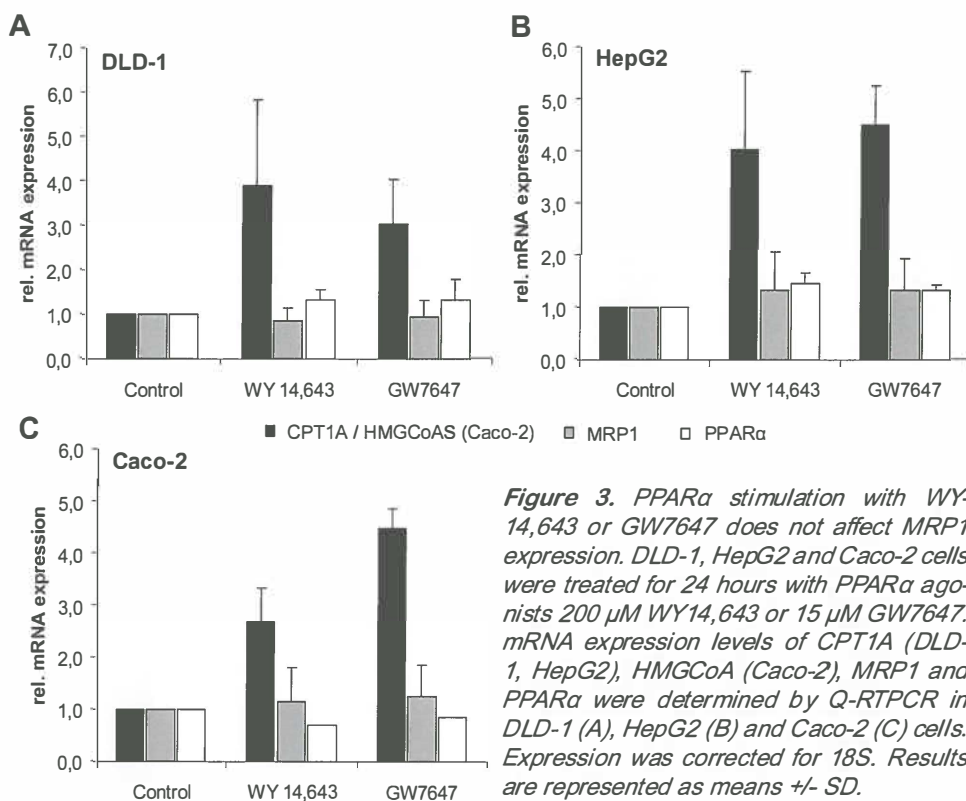 A
DLD-1
rel. mRNA expression
7,0
6,0
5,0
4,0
3,0
2,0
1,0
0,0
Control
WY 14,643
GW7647
B
HepG2
rel. mRNA expression
6,0
5,0
4,0
3,0
2,0
1,0
0,0
Control
WY 14,643
GW7647
CPT1A / HMGCoAS (Caco-2)
MRP1
PPARα
C
Caco-2
rel. mRNA expression
6,0
5,0
4,0
3,0
2,0
1,0
0,0
Control
WY 14,643
GW7647
Figure 3. PPARα stimulation with WY-
14,643 or GW7647 does not affect MRP1
expression. DLD-1, HepG2 and Caco-2 cells
were treated for 24 hours with PPARα ago-
nists 200 µM WY14,643 or 15 µM GW7647.
mRNA expression levels of CPT1A (DLD-
1, HepG2), HMGCoA (Caco-2), MRP1 and
PPARα were determined by Q-RTPCR in
DLD-1 (A), HepG2 (B) and Caco-2 (C) cells.
Expression was corrected for 18S. Results
are represented as means +/- SD.